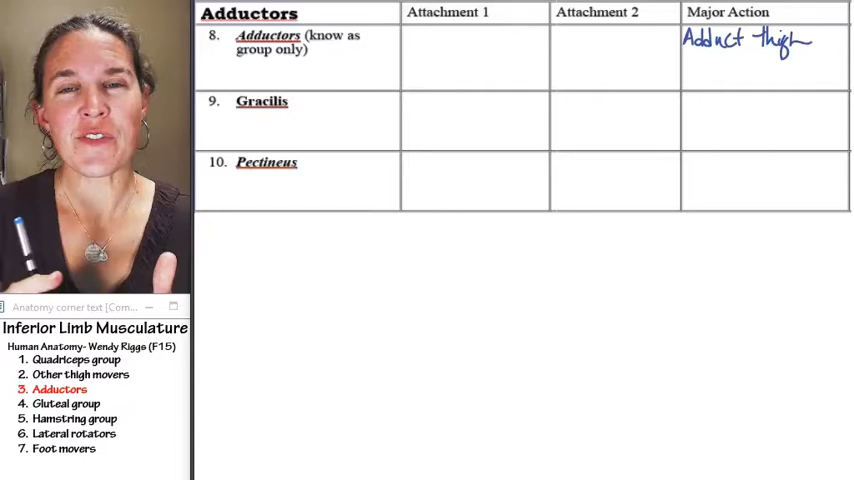 Adductors Attachment 1 Attachment 2 Major Action
8. Adductors (know as
group only)
Adduct thigh
9. Gracilis
10. Pectineus
Anatomy corner text [Com...
Inferior Limb Musculature
Human Anatomy- Wendy Riggs (F15)
1. Quadriceps group
2. Other thigh movers
3. Adductors
4. Gluteal group
5. Hamstring group
6. Lateral rotators
7. Foot movers